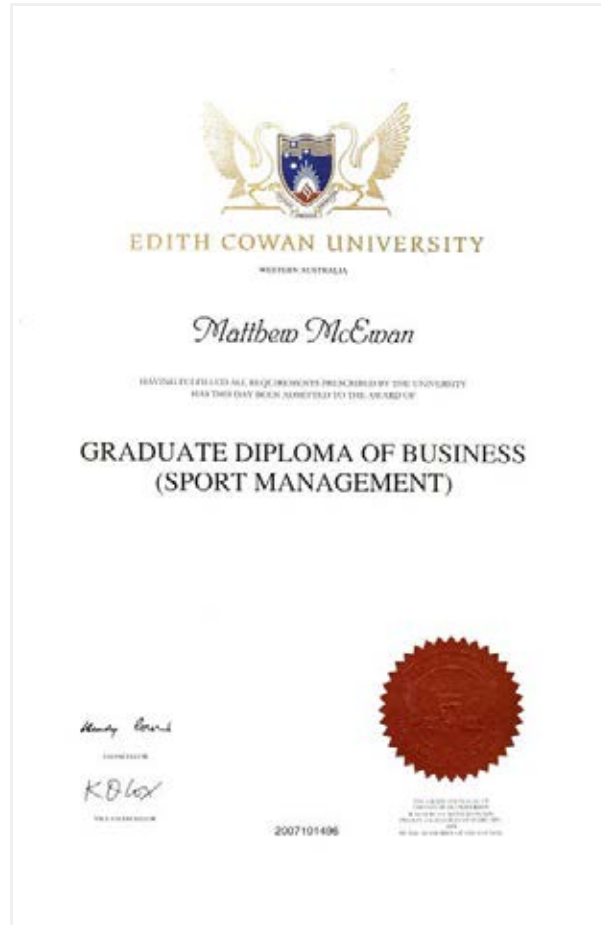 EDITH COWAN UNIVERSITY
WESTERN AUSTRALIA
Matthew McEwan
HAVING FULFILLED ALL REQUIREMENTS PRESCRIBED BY THE UNIVERSITY
HAS THIS DAY BEEN ADMITTED TO THE AWARD OF
GRADUATE DIPLOMA OF BUSINESS
(SPORT MANAGEMENT)
CHANCELLOR
K O Cox
VICE-CHANCELLOR
2007101496